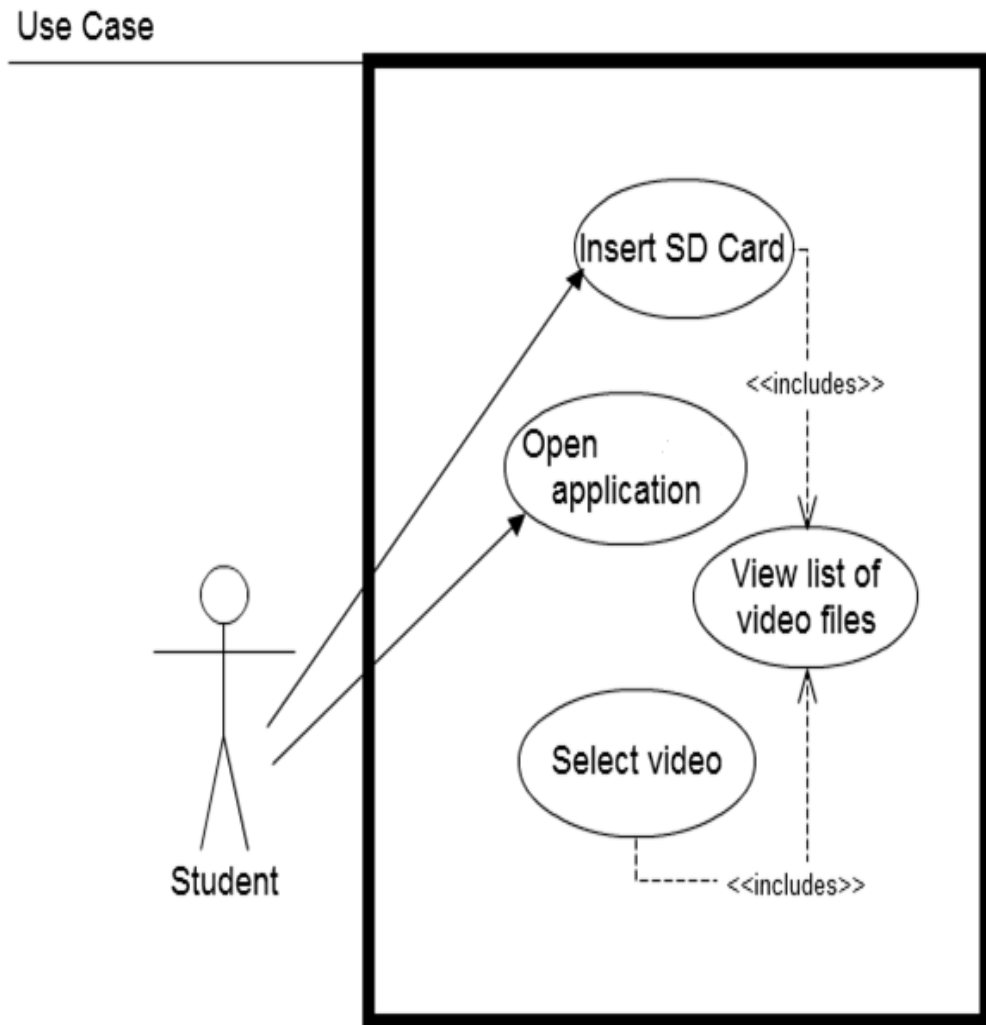 Use Case
Insert SD Card
<<includes>>
Open
application
View list of
video files
Select video
<<includes>>
Student